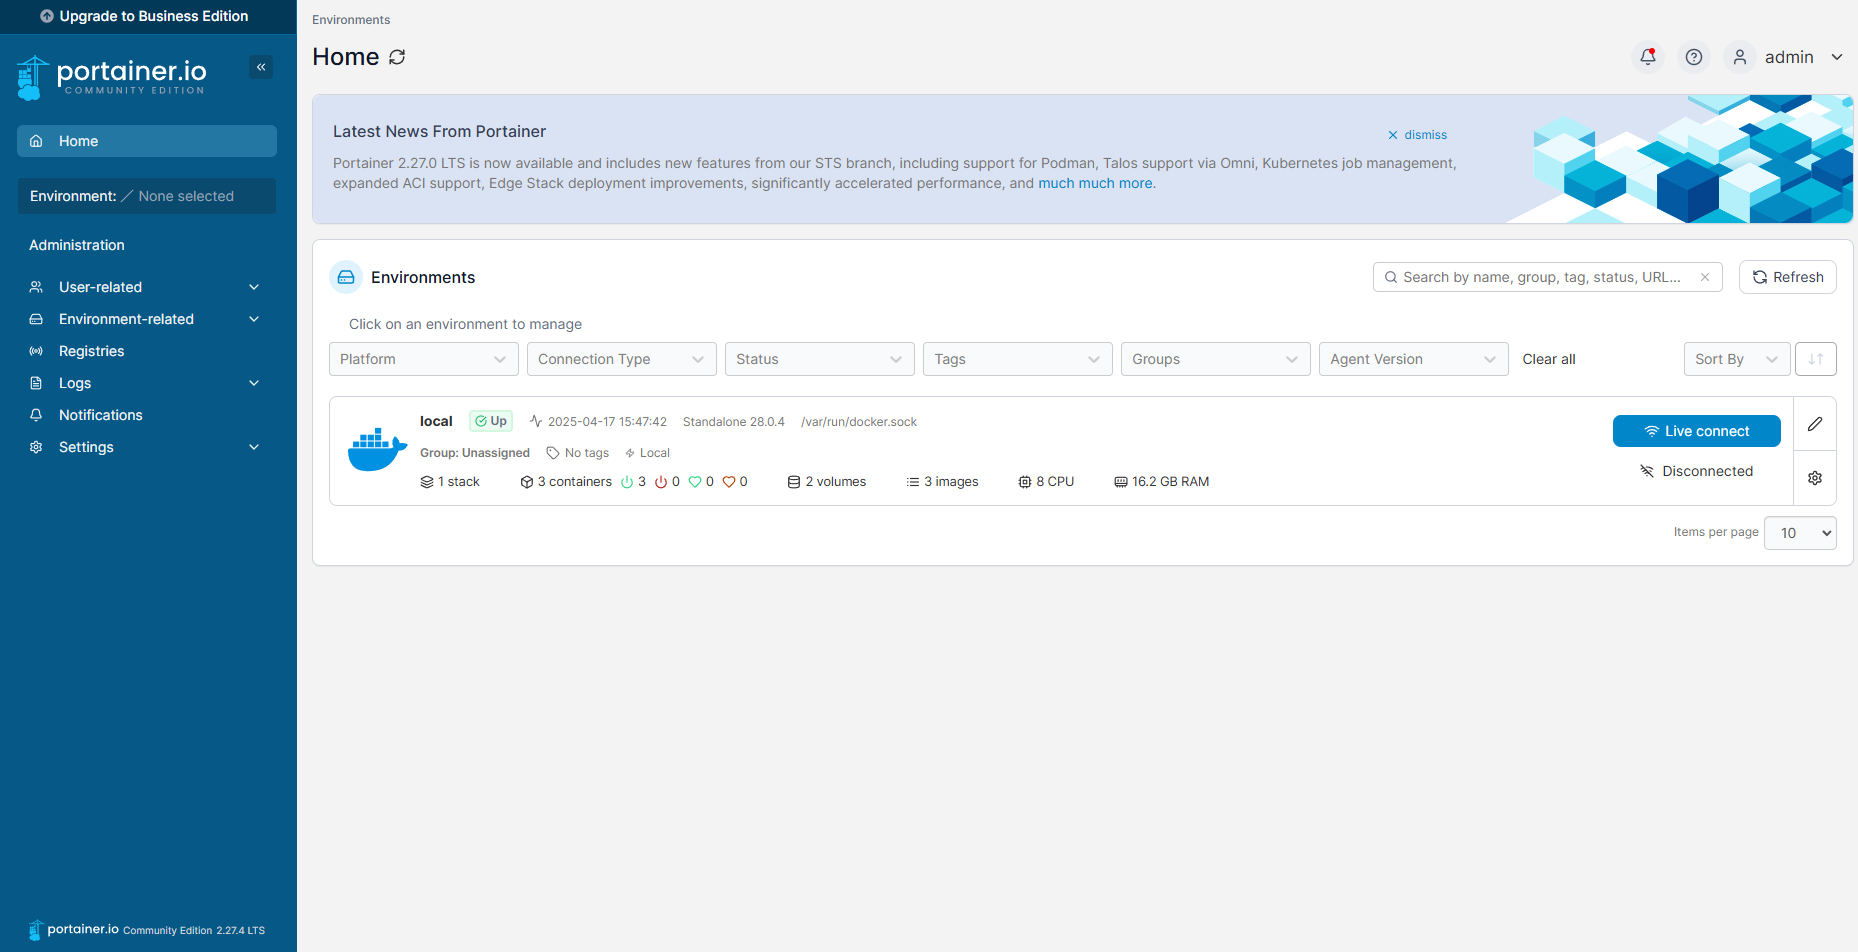 Upgrade to Business Edition
portainer.io
COMMUNITY EDITION
Home
Environment: None selected
Administration
User-related
Environment-related
Registries
Logs
Notifications
Settings
portainer.io Community Edition 2.27.4 LTS
Environments
Home
admin
Latest News From Portainer
dismiss
Portainer 2.27.0 LTS is now available and includes new features from our STS branch, including support for Podman, Talos support via Omni, Kubernetes job management,
expanded ACI support, Edge Stack deployment improvements, significantly accelerated performance, and much much more.
Environments
Search by name, group, tag, status, URL...
Refresh
Click on an environment to manage
Platform Connection Type Status Tags Groups Agent Version Clear all Sort By
local Up 2025-04-17 15:47:42 Standalone 28.0.4 /var/run/docker.sock
Group: Unassigned No tags Local
1 stack 3 containers 3 0 0 0 2 volumes 3 images 8 CPU 16.2 GB RAM
Live connect
Disconnected
Items per page 10